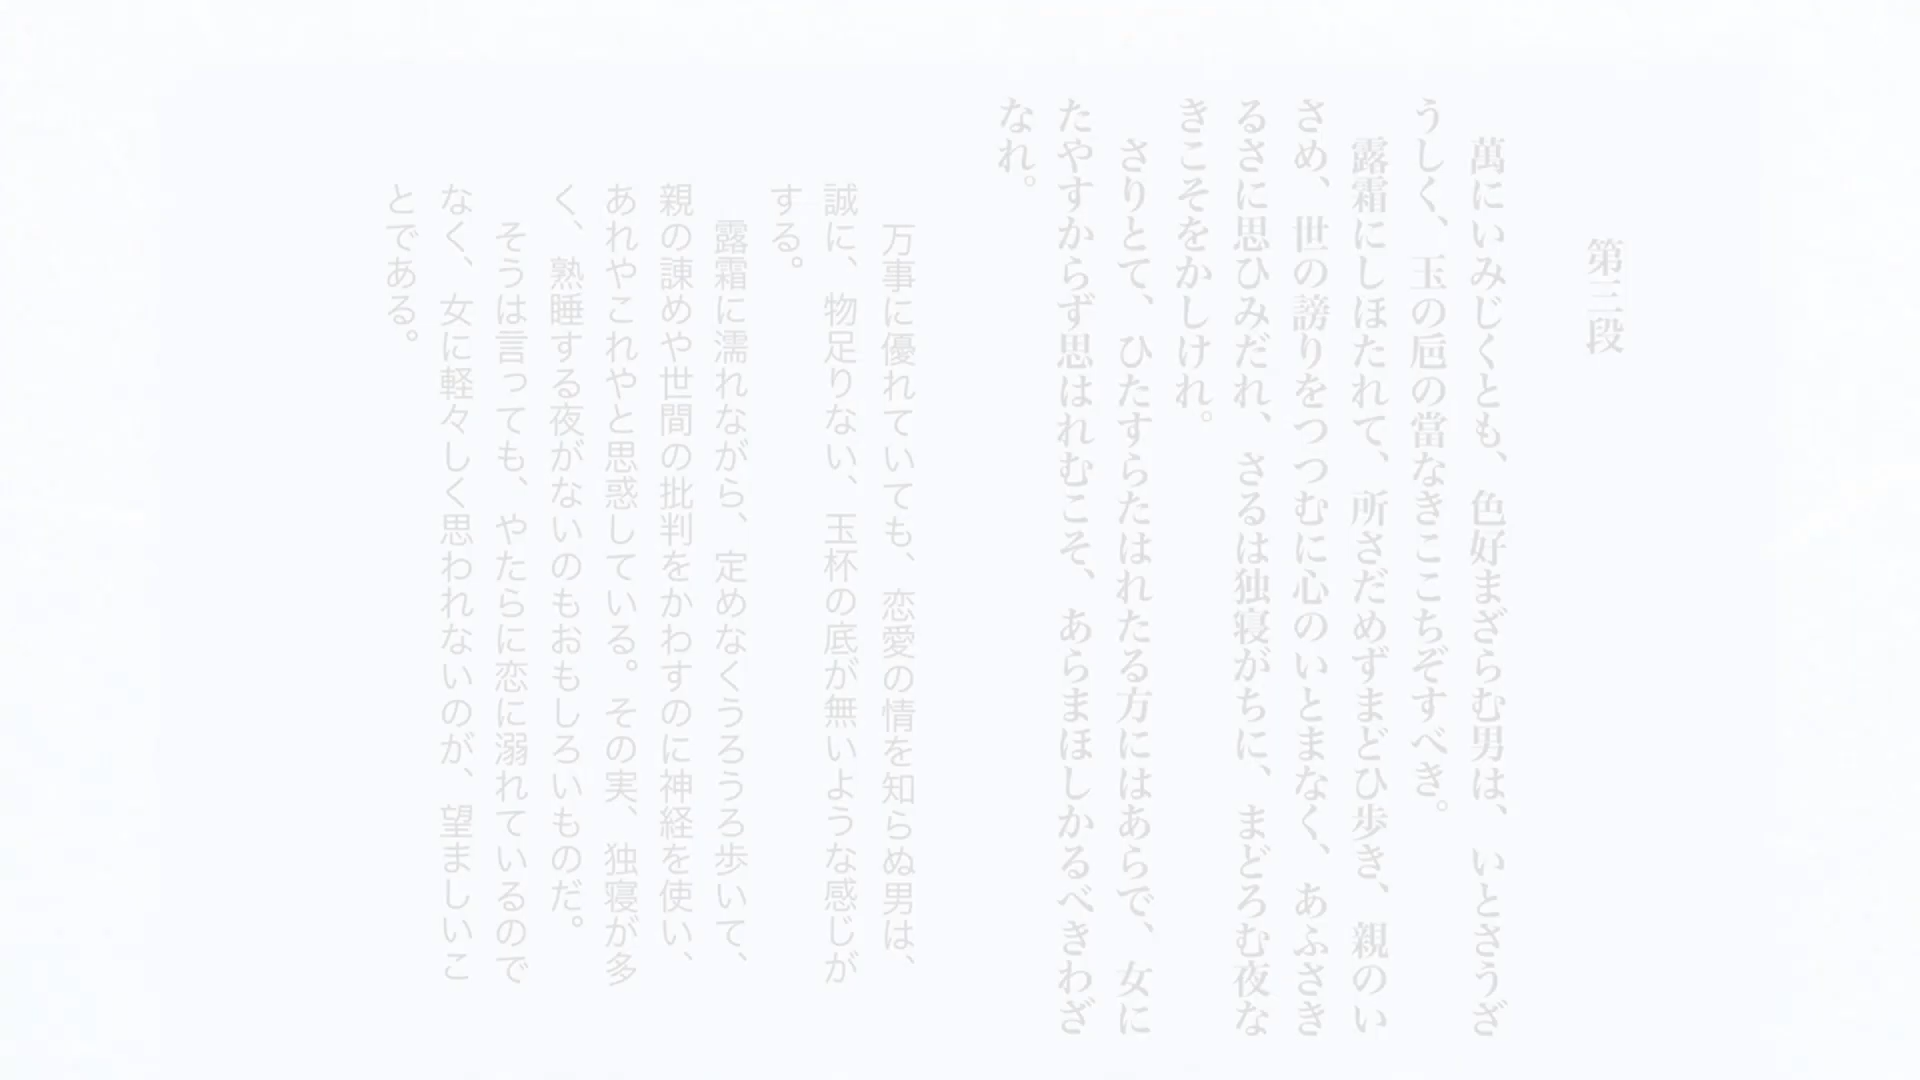 第三段
　萬にいみじくとも、色好まざらむ男は、いとさうざ
うしく、玉の巵の當なきここちぞすべき。
　露霜にしほたれて、所さだめずまどひ歩き、親のい
さめ、世の謗りをつつむに心のいとまなく、あふさき
るさに思ひみだれ、さるは独寝がちに、まどろむ夜な
きこそをかしけれ。
　さりとて、ひたすらたはれたる方にはあらで、女に
たやすからず思はれむこそ、あらまほしかるべきわざ
なれ。
　万事に優れていても、恋愛の情を知らぬ男は、
誠に、物足りない、玉杯の底が無いような感じが
する。
　露霜に濡れながら、定めなくうろうろ歩いて、
親の諌めや世間の批判をかわすのに神経を使い、
あれやこれやと思惑している。その実、独寝が多
く、熟睡する夜がないのもおもしろいものだ。
　そうは言っても、やたらに恋に溺れているので
なく、女に軽々しく思われないのが、望ましいこ
とである。